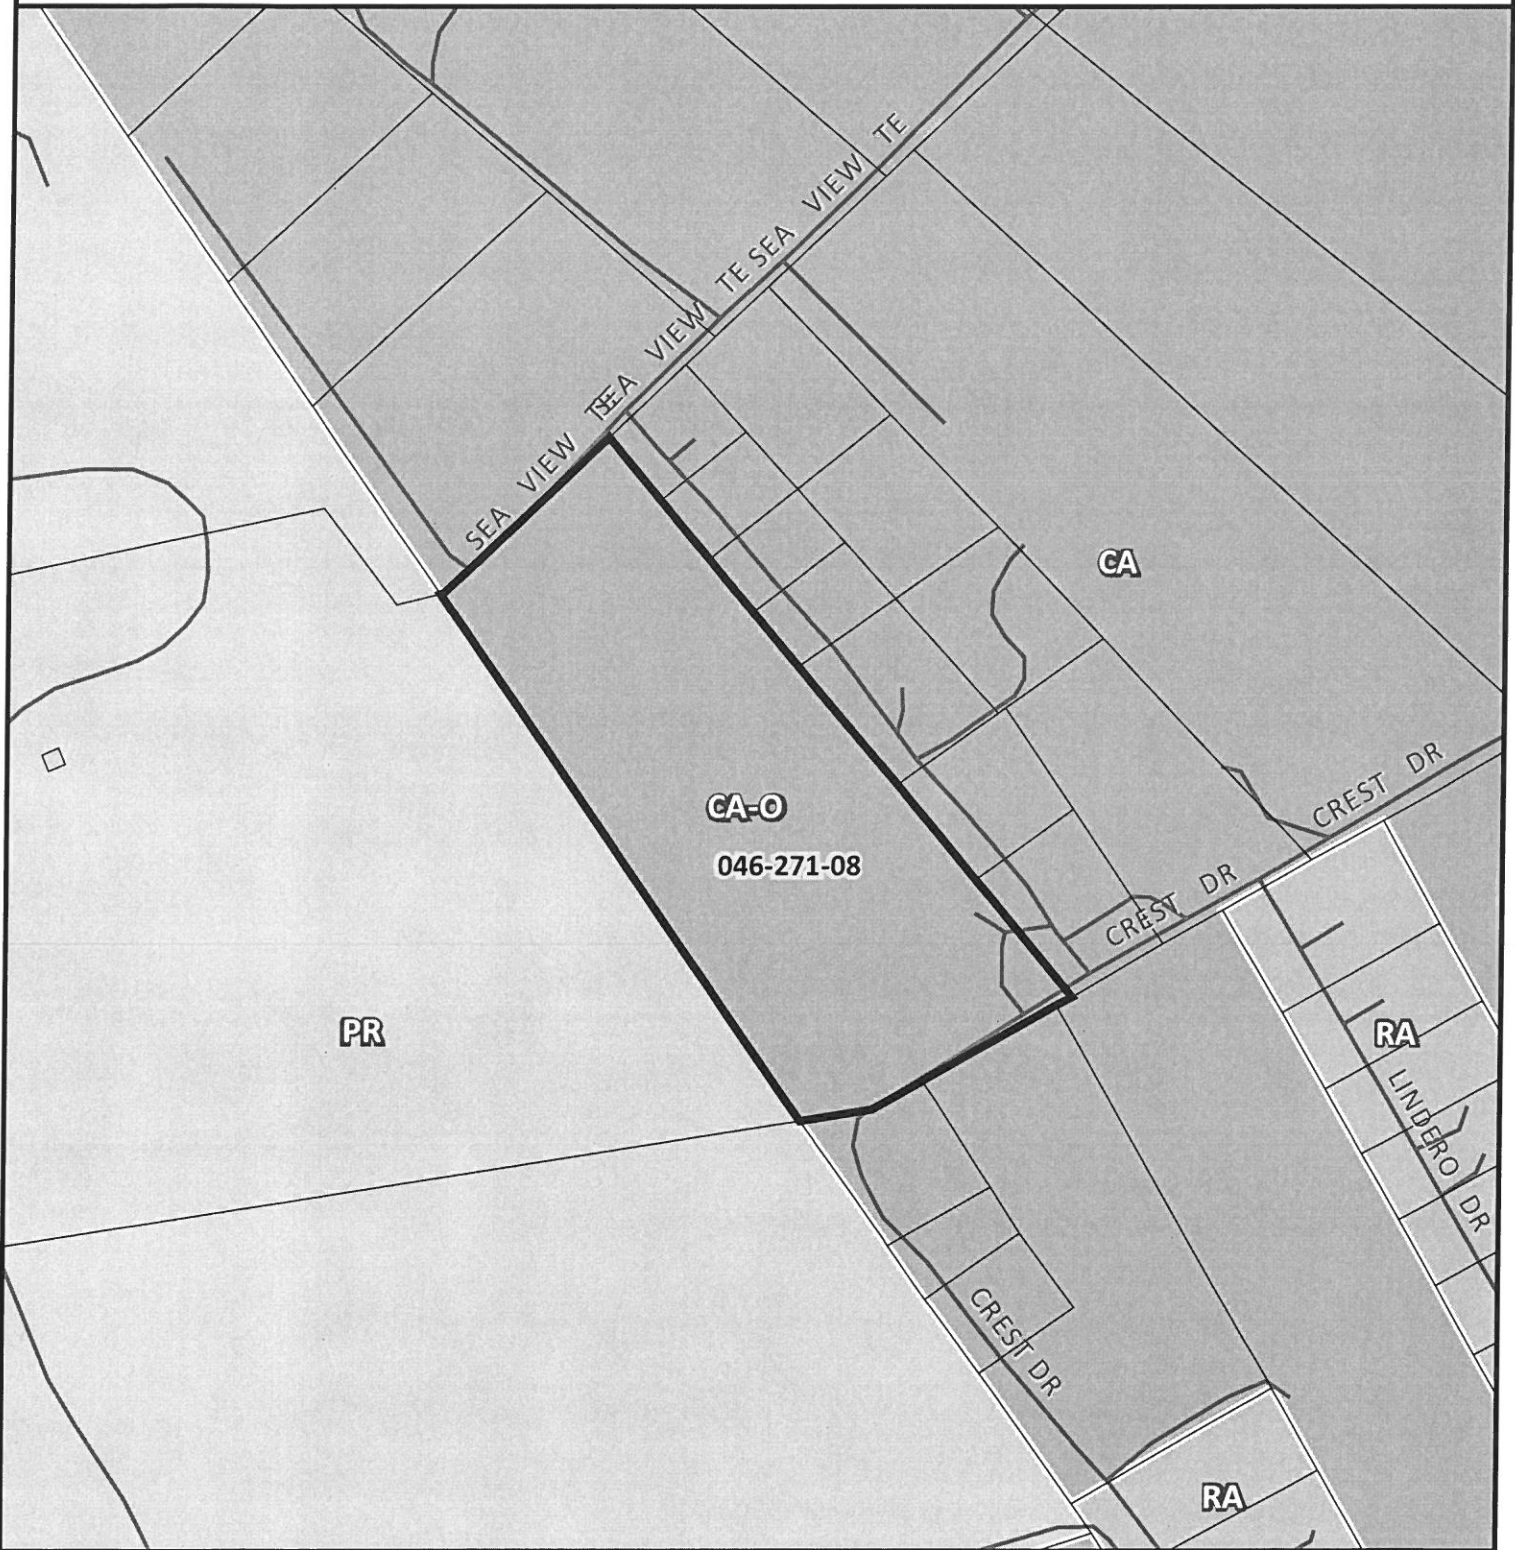 SEA VIEW TE
SEA VIEW TE
SEA VIEW TE
CA
CREST DR
CA-O
046-271-08
CREST DR
PR
RA
LINDERO DR
CREST DR
RA